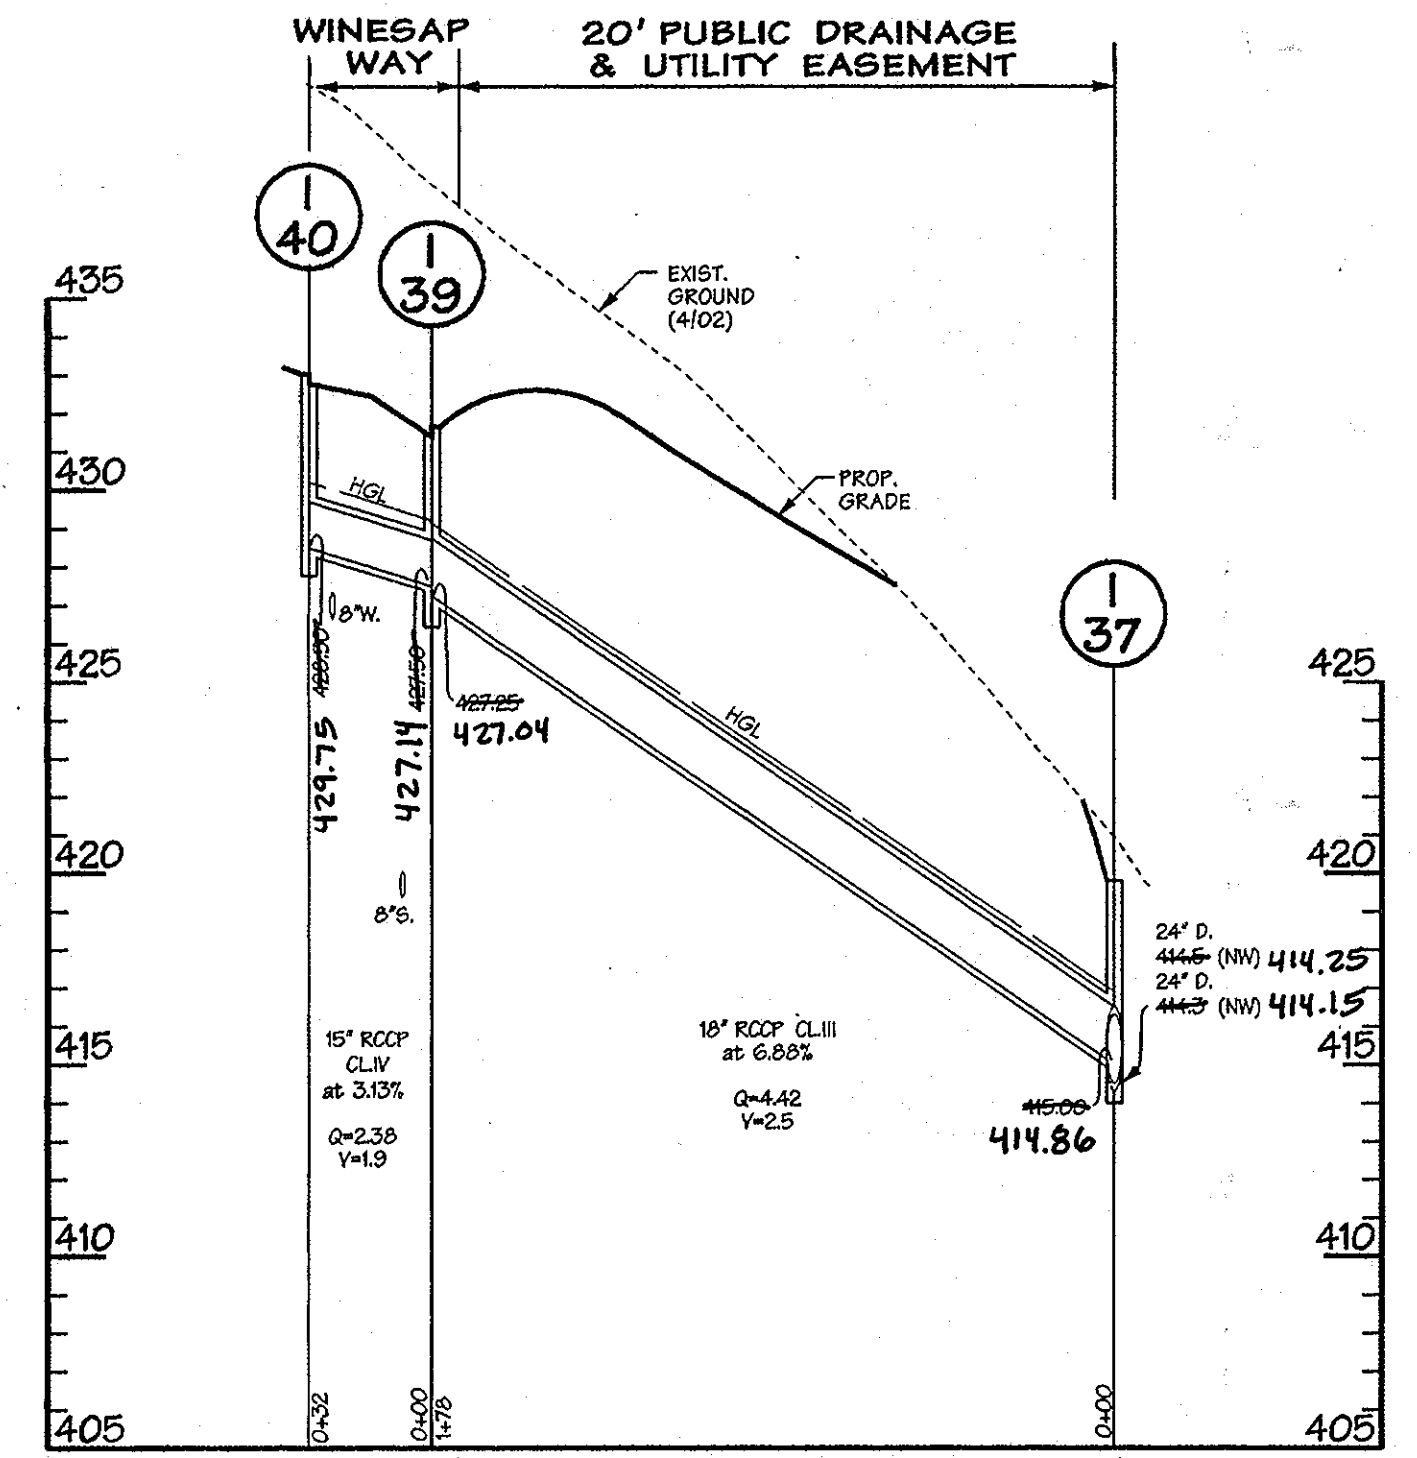 WINESAP
WAY
20' PUBLIC DRAINAGE
& UTILITY EASEMENT
I
40
I
39
EXIST.
GROUND
(4/02)
435
430
425
420
415
410
405
HGL
PROP.
GRADE
I
37
8"W.
428.50
429.75
427.50
427.14
427.25
427.04
HGL
8"S.
425
420
415
410
405
24" D.
414.5 (NW) 414.25
24" D.
414.3 (NW) 414.15
15" RCCP
CL.IV
at 3.13%
Q=2.38
V=1.9
18" RCCP CL.III
at 6.88%
Q=4.42
V=2.5
415.00
414.86
0+32
0+00
1+78
0+00